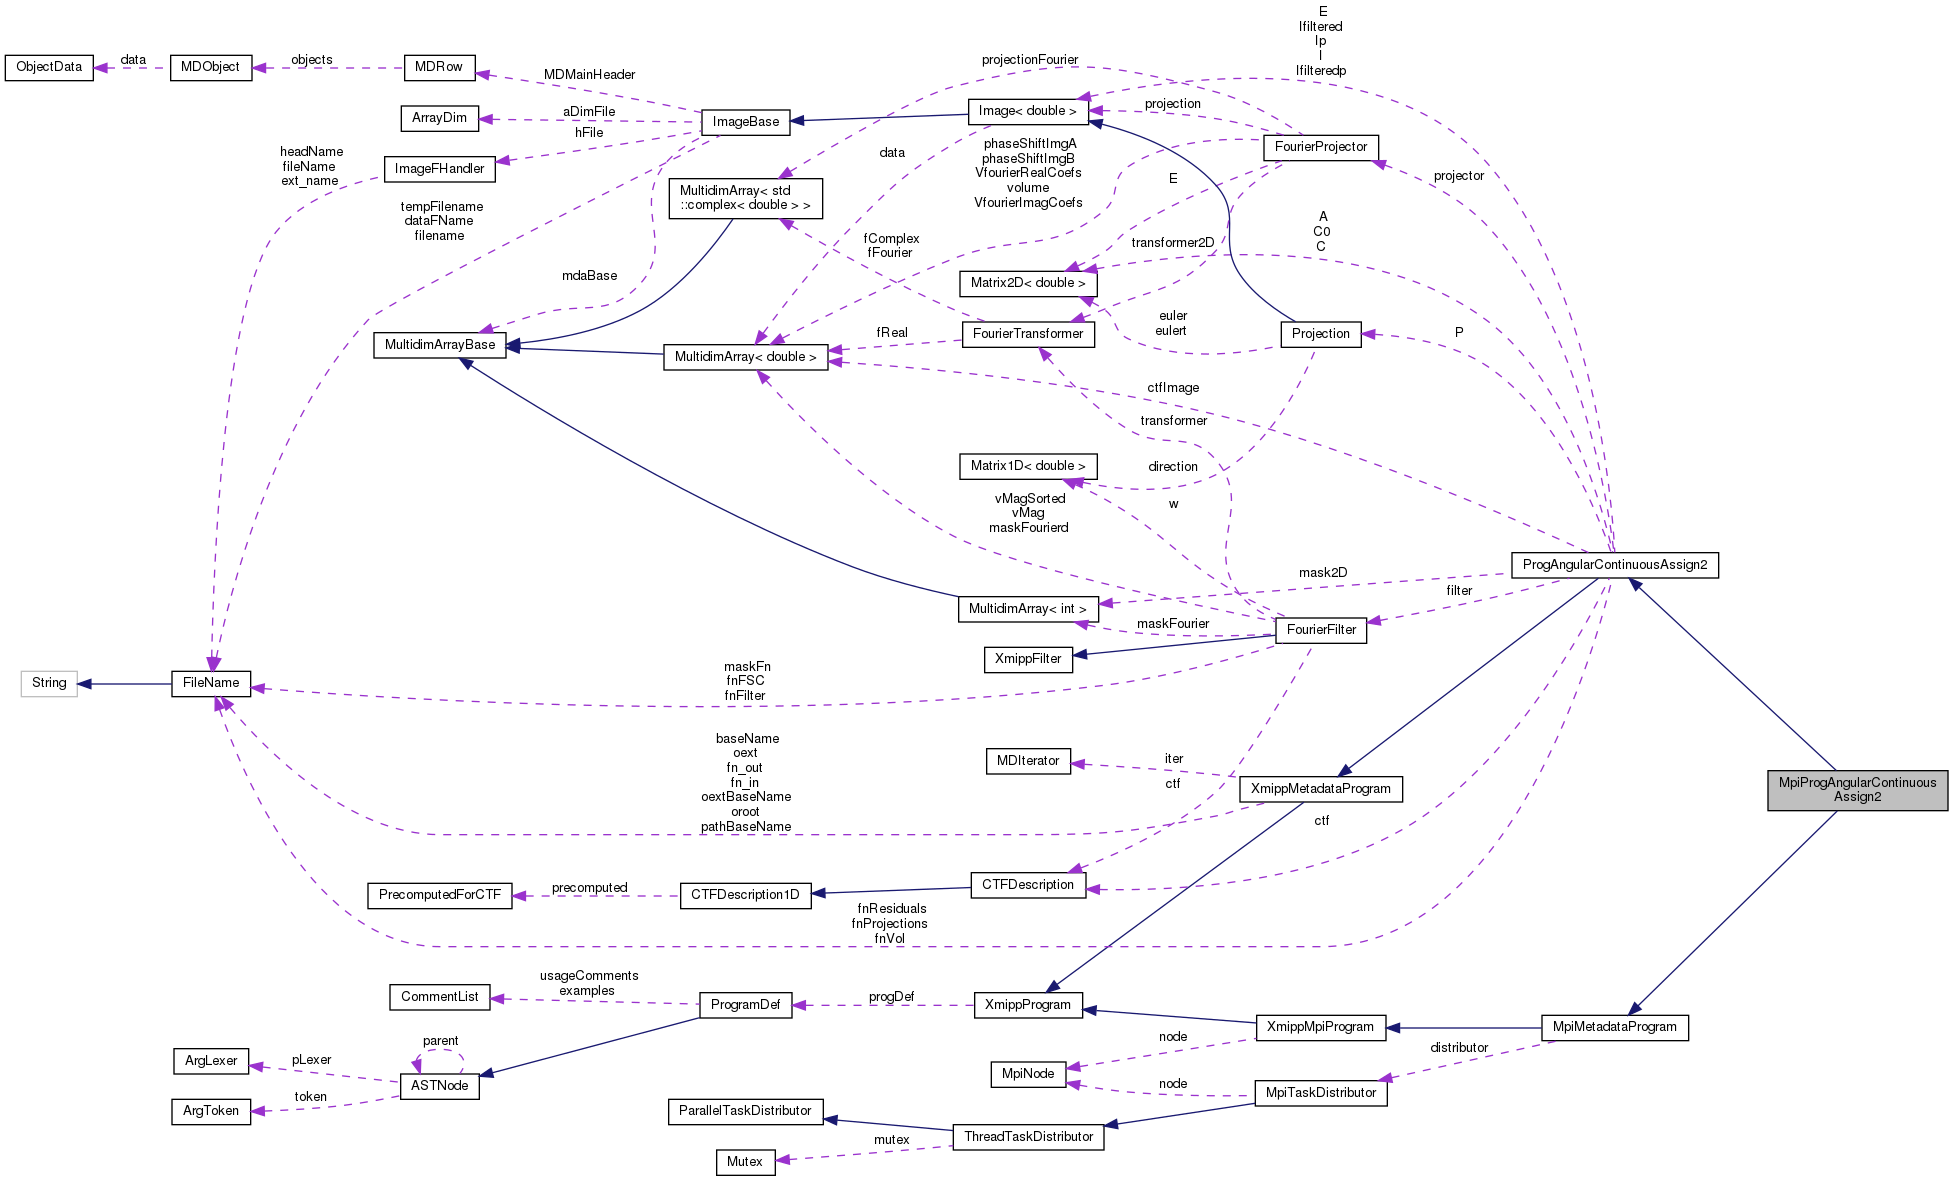 E
Ifiltered
Ip
I
Ifilteredp
projectionFourier
ObjectData
data
MDObject
objects
MDRow
MDMainHeader
ArrayDim
aDimFile
hFile
ImageBase
Image< double >
projection
FourierProjector
ImageFHandler
headName
fileName
ext_name
data
phaseShiftImgA
phaseShiftImgB
VfourierRealCoefs
volume
VfourierImagCoefs
MultidimArray< std
::complex< double > >
E
projector
tempFilename
dataFName
filename
fComplex
fFourier
transformer2D
A
C0
C
mdaBase
Matrix2D< double >
euler
eulert
MultidimArrayBase
fReal
FourierTransformer
Projection
P
MultidimArray< double >
ctfImage
transformer
Matrix1D< double >
direction
vMagSorted
vMag
maskFourierd
w
ProgAngularContinuousAssign2
mask2D
filter
MultidimArray< int >
maskFourier
FourierFilter
XmippFilter
String
FileName
maskFn
fnFSC
fnFilter
baseName
oext
fn_out
fn_in
oextBaseName
oroot
pathBaseName
MDIterator
iter
ctf
XmippMetadataProgram
MpiProgAngularContinuous
Assign2
ctf
PrecomputedForCTF
precomputed
CTFDescription1D
CTFDescription
fnResiduals
fnProjections
fnVol
usageComments
examples
CommentList
ProgramDef
progDef
XmippProgram
XmippMpiProgram
MpiMetadataProgram
node
distributor
parent
ArgLexer
pLexer
ASTNode
MpiNode
node
MpiTaskDistributor
ArgToken
token
ParallelTaskDistributor
ThreadTaskDistributor
mutex
Mutex